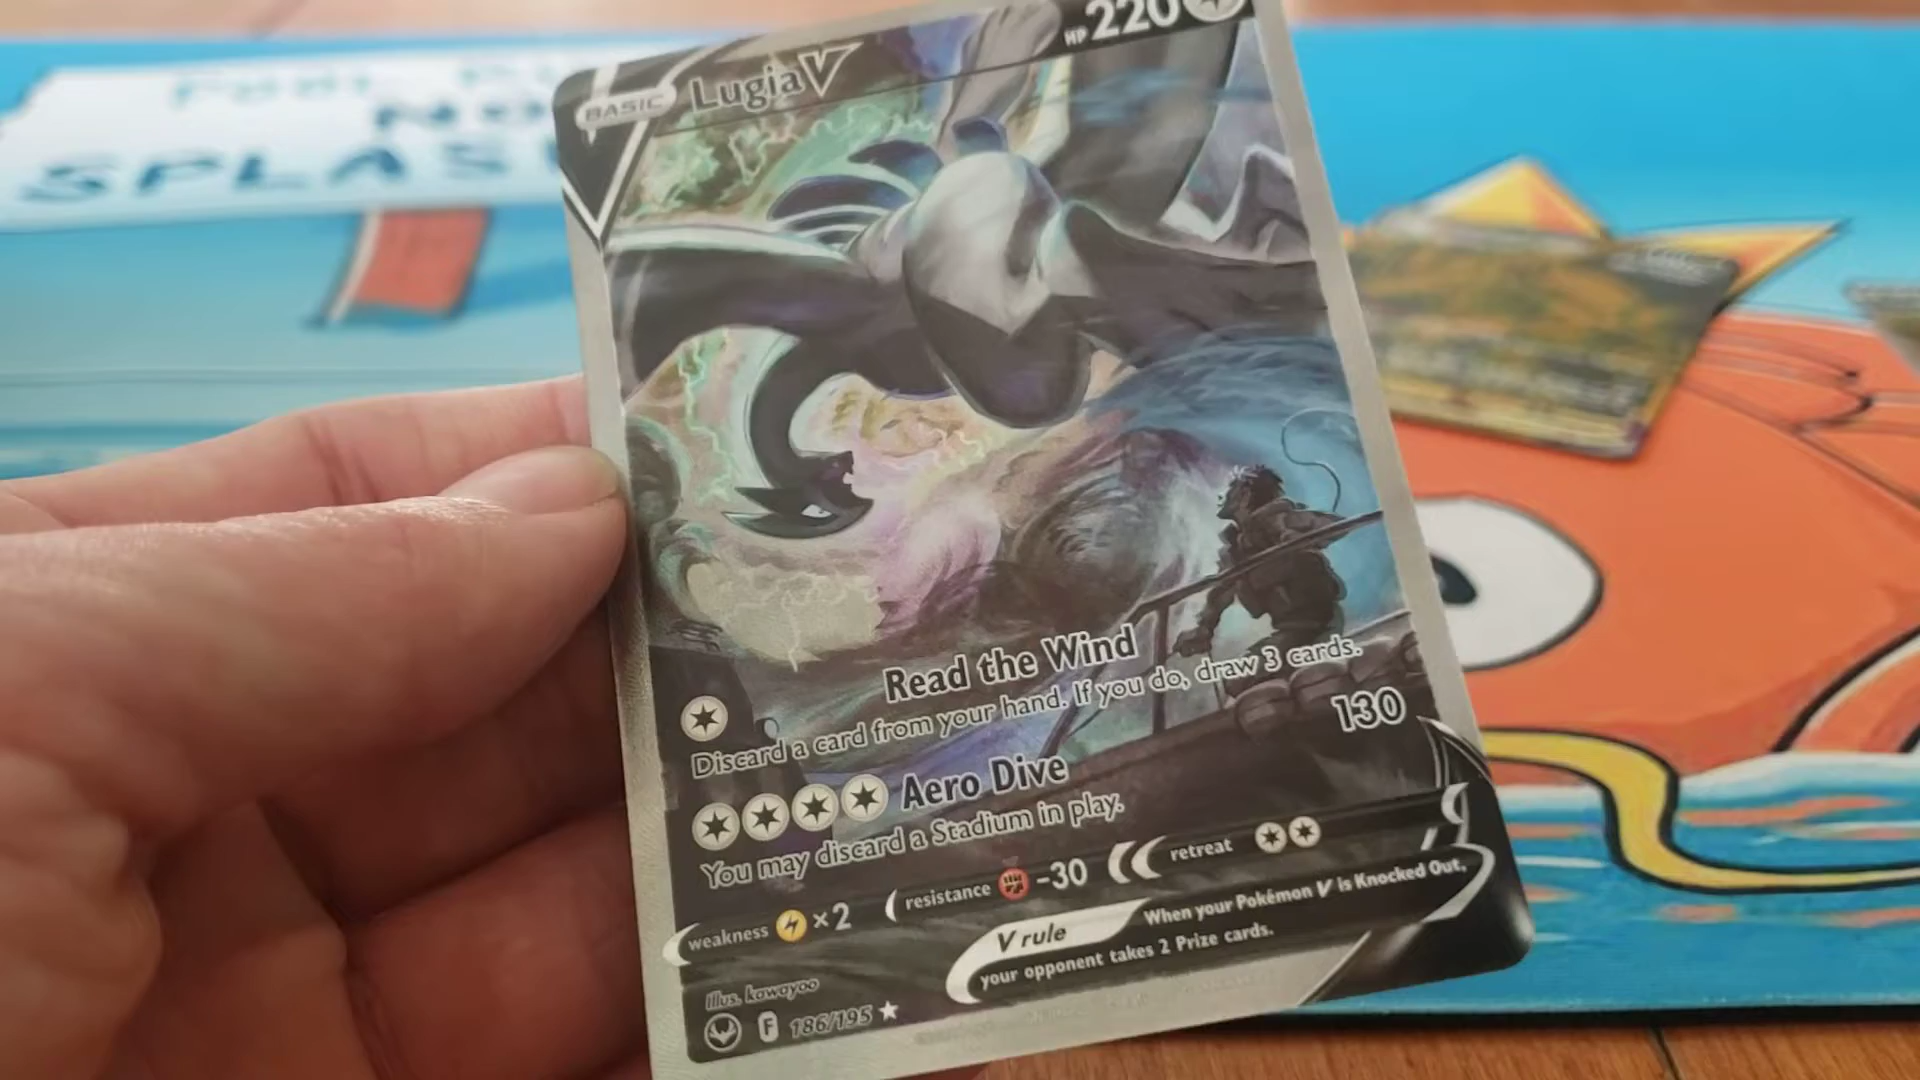 NO
SPLAS
BASIC Lugia V HP 220
Read the Wind
Discard a card from your hand. If you do, draw 3 cards.
Aero Dive 130
You may discard a Stadium in play.
weakness ×2 resistance -30 retreat
V rule When your Pokémon V is Knocked Out,
your opponent takes 2 Prize cards.
Illus. kawayoo
F 186/195